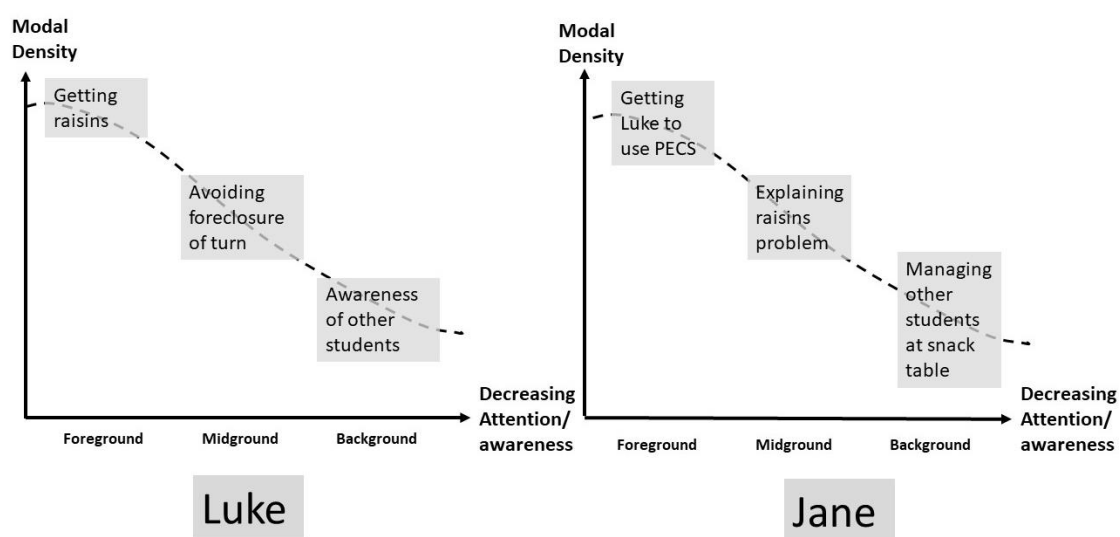 Modal
Density
Getting
raisins
Avoiding
foreclosure
of turn
Awareness
of other
students
Decreasing
Attention/
awareness
Foreground
Midground
Background
Luke
Modal
Density
Getting
Luke to
use PECS
Explaining
raisins
problem
Managing
other
students
at snack
table
Decreasing
Attention/
awareness
Foreground
Midground
Background
Jane